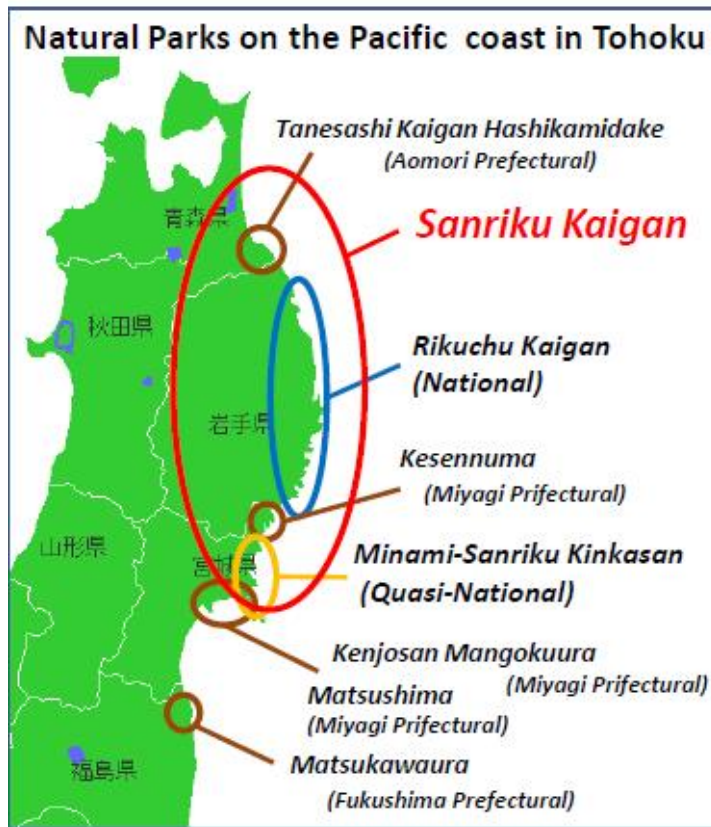 Natural Parks on the Pacific coast in Tohoku
Tanesashi Kaigan Hashikamidake
(Aomori Prefectural)
青森県
Sanriku Kaigan
秋田県
Rikuchu Kaigan
(National)
岩手県
Kesennuma
(Miyagi Prifectural)
山形県
宮城県
Minami-Sanriku Kinkasan
(Quasi-National)
Kenjosan Mangokuura
(Miyagi Prifectural)
Matsushima
(Miyagi Prifectural)
福島県
Matsukawaura
(Fukushima Prefectural)